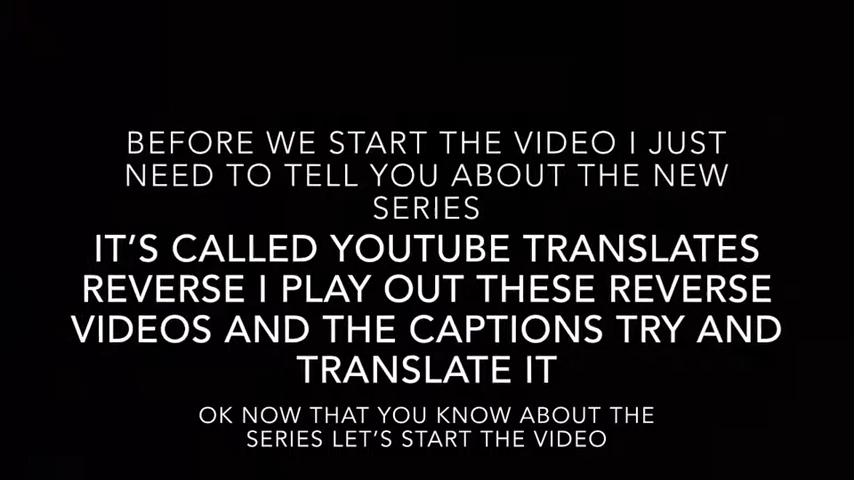 BEFORE WE START THE VIDEO I JUST
NEED TO TELL YOU ABOUT THE NEW
SERIES
IT'S CALLED YOUTUBE TRANSLATES
REVERSE I PLAY OUT THESE REVERSE
VIDEOS AND THE CAPTIONS TRY AND
TRANSLATE IT
OK NOW THAT YOU KNOW ABOUT THE
SERIES LET'S START THE VIDEO